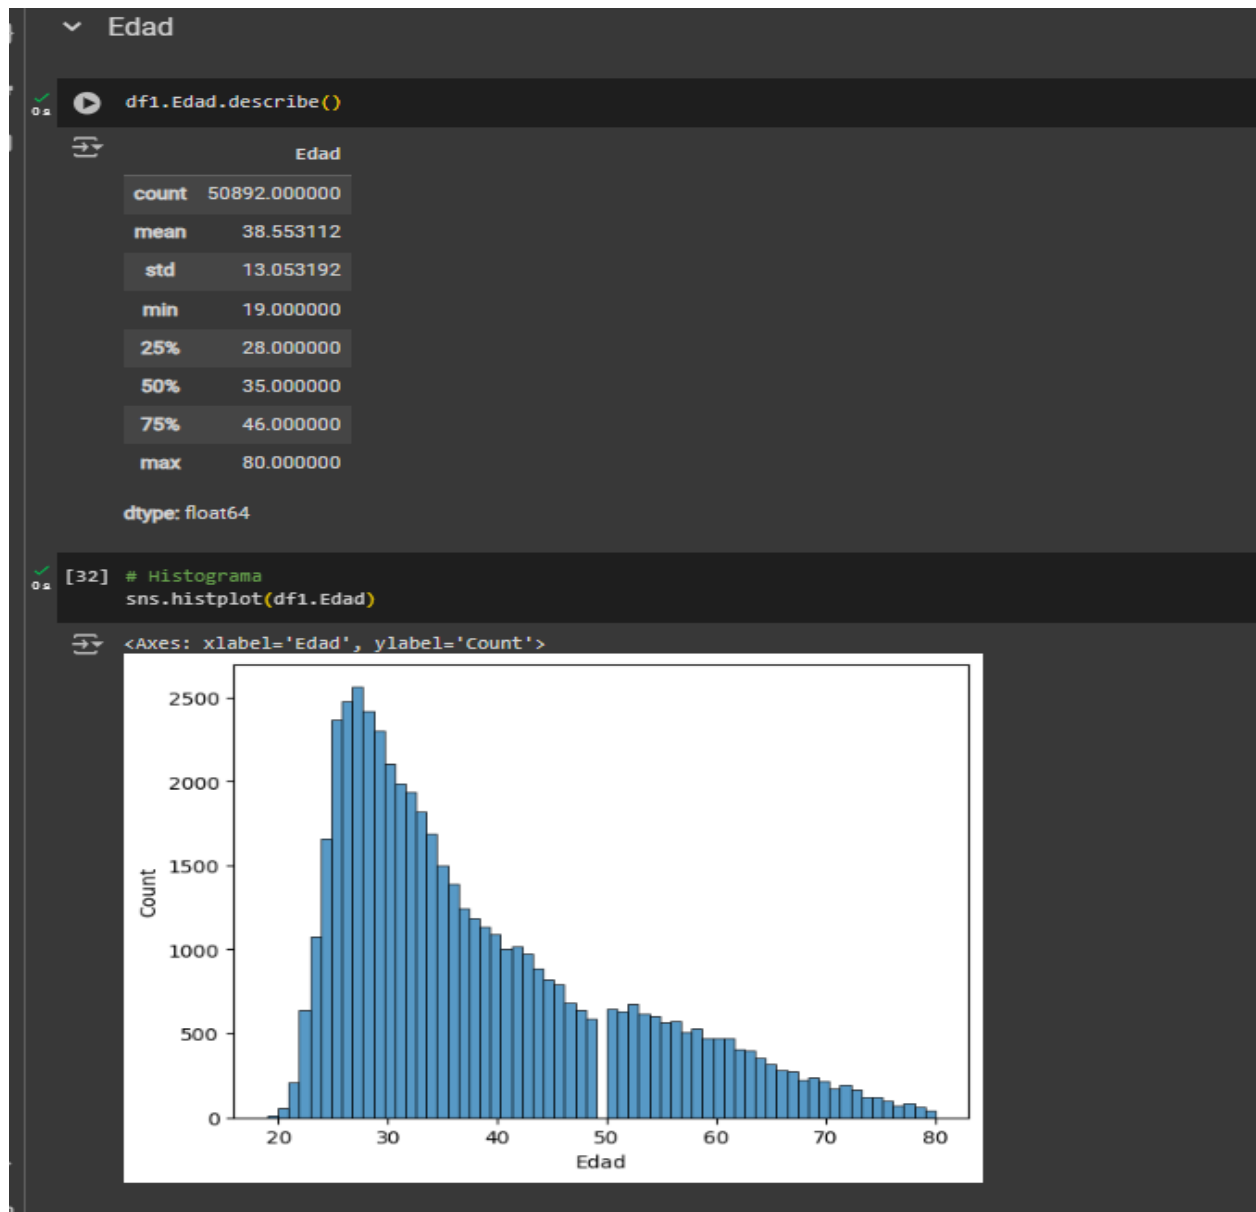 Edad
df1.Edad.describe()
0 s
Edad
count 50892.000000
mean 38.553112
std 13.053192
min 19.000000
25% 28.000000
50% 35.000000
75% 46.000000
max 80.000000
dtype: float64
[32] # Histograma
0 s
sns.histplot(df1.Edad)
<Axes: xlabel='Edad', ylabel='Count'>
2500
2000
1500
Count
1000
500
0
20 30 40 50 60 70 80
Edad